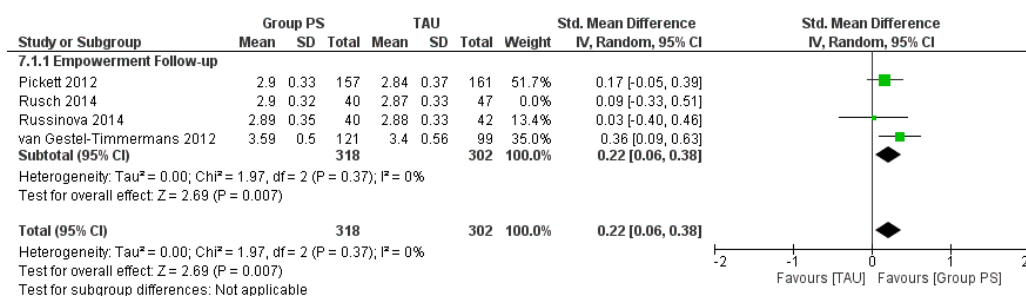 Group PS TAU Std. Mean Difference Std. Mean Difference
Study or Subgroup Mean SD Total Mean SD Total Weight IV, Random, 95% CI IV, Random, 95% CI
7.1.1 Empowerment Follow-up
Pickett 2012 2.9 0.33 157 2.84 0.37 161 51.7% 0.17 [-0.05, 0.39]
Rusch 2014 2.9 0.32 40 2.87 0.33 47 0.0% 0.09 [-0.33, 0.51]
Russinova 2014 2.89 0.35 40 2.88 0.33 42 13.4% 0.03 [-0.40, 0.46]
van Gestel-Timmermans 2012 3.59 0.5 121 3.4 0.56 99 35.0% 0.36 [0.09, 0.63]
Subtotal (95% CI) 318 302 100.0% 0.22 [0.06, 0.38]
Heterogeneity: Tau² = 0.00; Chi² = 1.97, df = 2 (P = 0.37); I² = 0%
Test for overall effect: Z = 2.69 (P = 0.007)
Total (95% CI) 318 302 100.0% 0.22 [0.06, 0.38]
Heterogeneity: Tau² = 0.00; Chi² = 1.97, df = 2 (P = 0.37); I² = 0%
Test for overall effect: Z = 2.69 (P = 0.007)
Test for subgroup differences: Not applicable
-2 -1 0 1 2
Favours [TAU] Favours [Group PS]